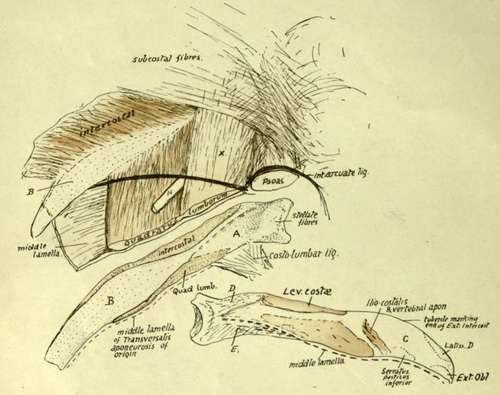 subcostal fibres.
intercostal
B
X
N
Psoas
interarcuate lig.
quadratus lumborum
middle
lamella
stellate
fibres
A
intercostal
costo-lumbar lig.
B
Quad lumb.
middle lamella
of Transversalis
aponeurosis of
origin
D
Lev. costæ
Ilio-costalis
& vertebral apon
tubercle marking
end of Ext. Intercost
C
Latiss. D
E.
middle lamella
Serratus
posticus
inferior
Ext. Obl